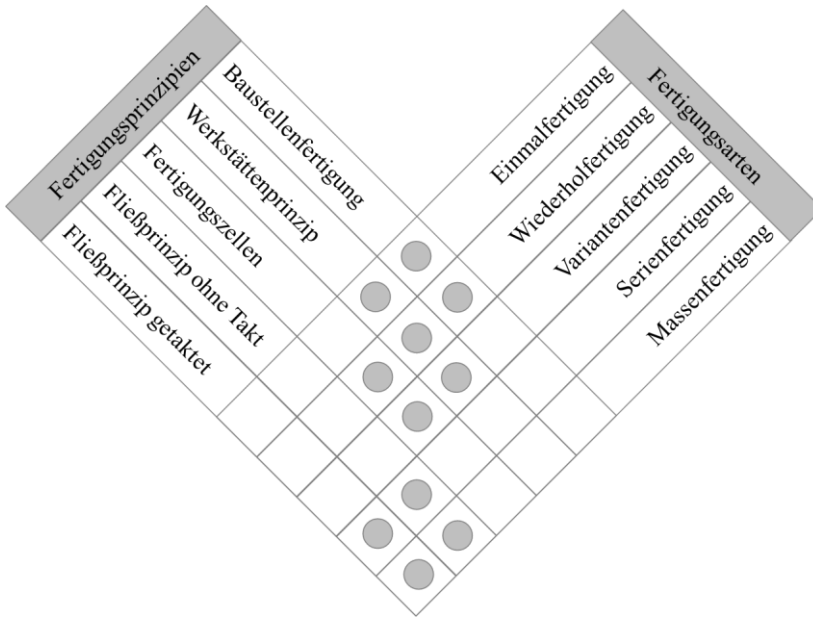 Fertigungsprinzipien
Baustellenfertigung
Werkstättenprinzip
Fertigungszellen
Fließprinzip ohne Takt
Fließprinzip getaktet
Fertigungsarten
Einmalfertigung
Wiederholfertigung
Variantenfertigung
Serienfertigung
Massenfertigung